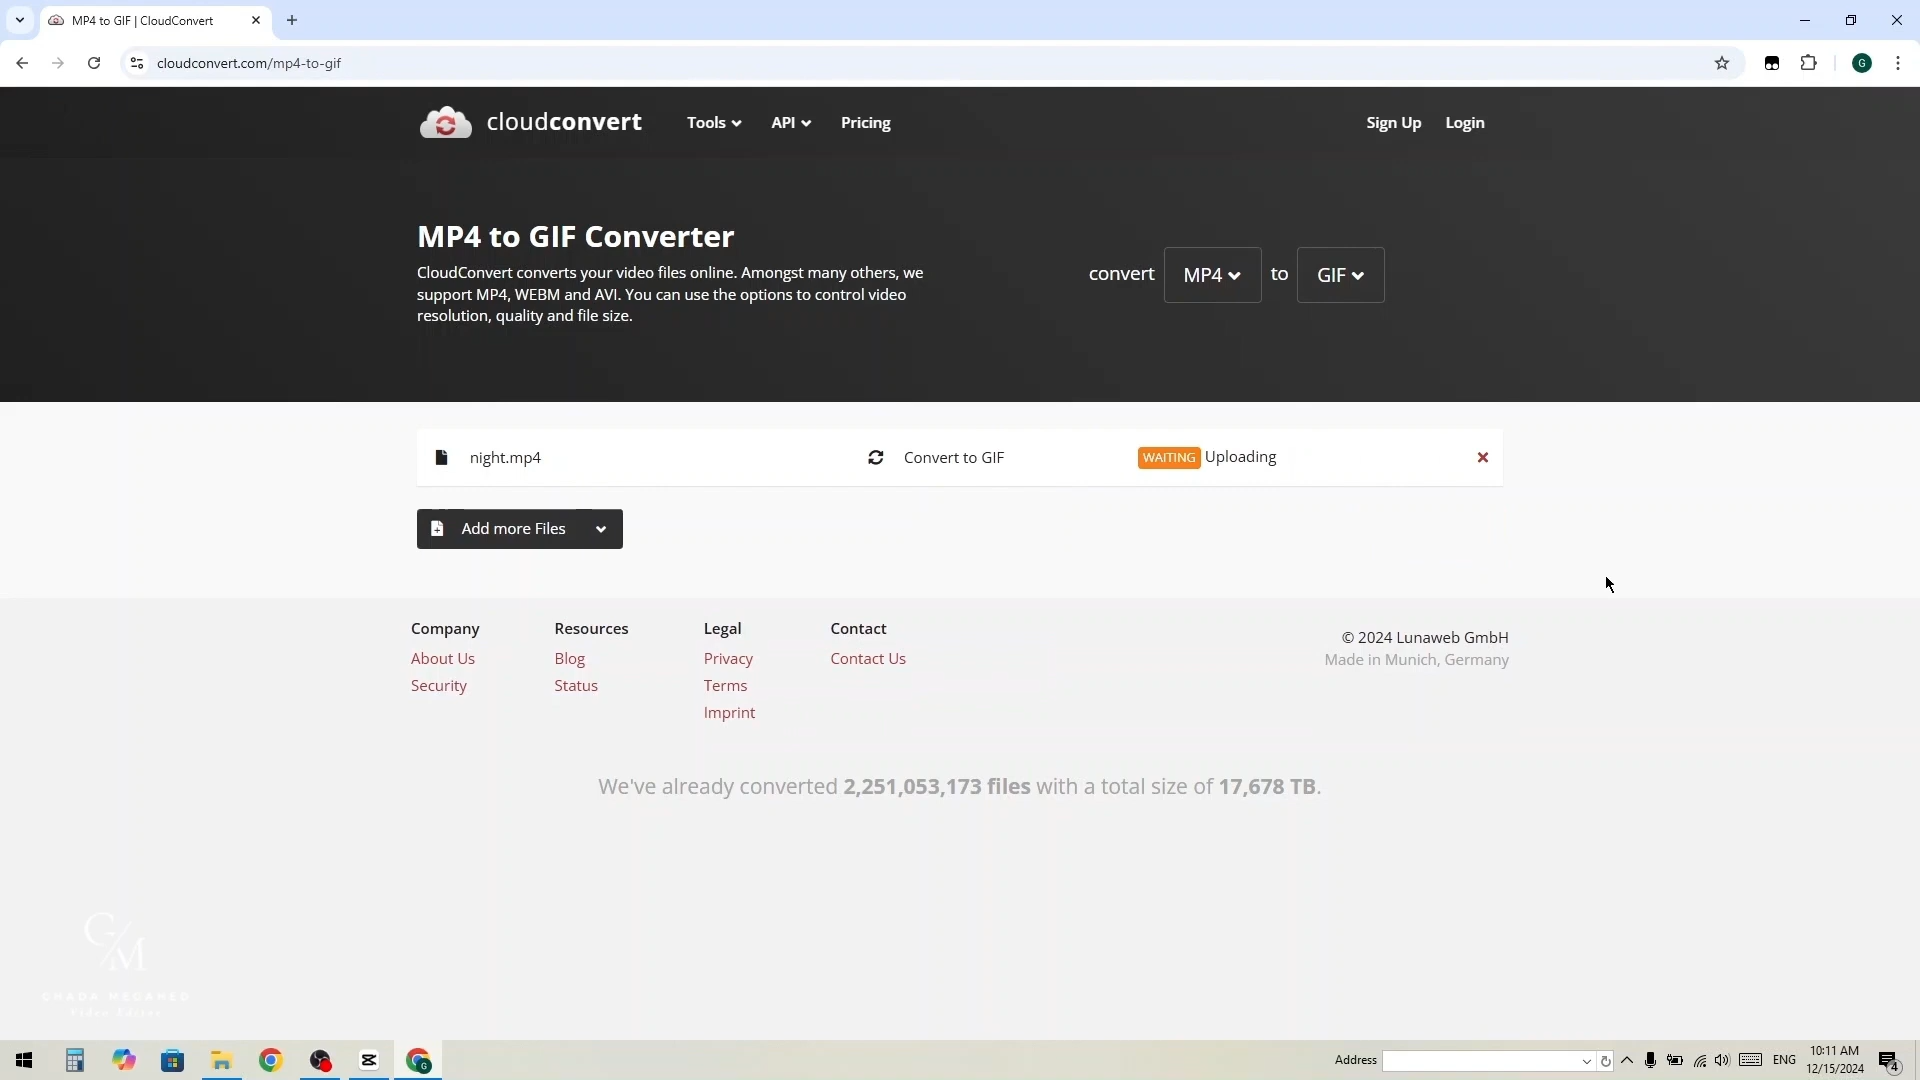 MP4 to GIF | CloudConvert
cloudconvert.com/mp4-to-gif
G
cloudconvert
Tools
API
Pricing
Sign Up
Login
MP4 to GIF Converter
CloudConvert converts your video files online. Amongst many others, we
support MP4, WEBM and AVI. You can use the options to control video
resolution, quality and file size.
convert MP4 to GIF
night.mp4
Convert to GIF
WAITING Uploading
Add more Files
Company
About Us
Security
Resources
Blog
Status
Legal
Privacy
Terms
Imprint
Contact
Contact Us
© 2024 Lunaweb GmbH
Made in Munich, Germany
We've already converted 2,251,053,173 files with a total size of 17,678 TB.
G/M
Video Editor
Address
ENG
10:11 AM
12/15/2024
4